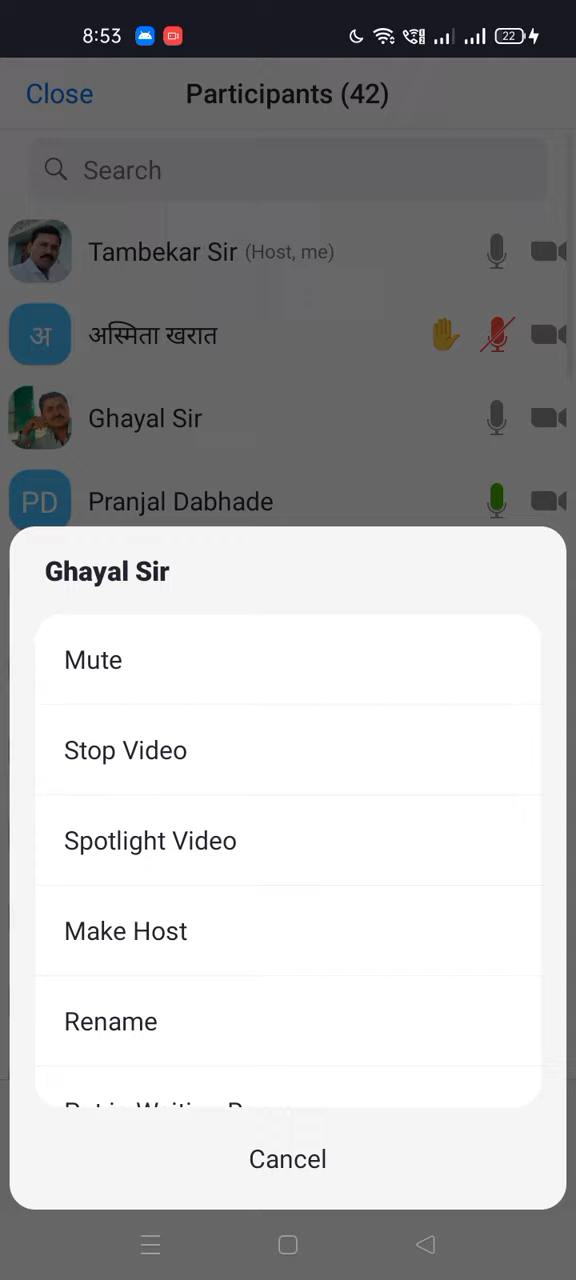 8:53
22
Close
Participants (42)
Search
Tambekar Sir (Host, me)
अ
अस्मिता खरात
Ghayal Sir
PD
Pranjal Dabhade
Ghayal Sir
Mute
Stop Video
Spotlight Video
Make Host
Rename
Cancel